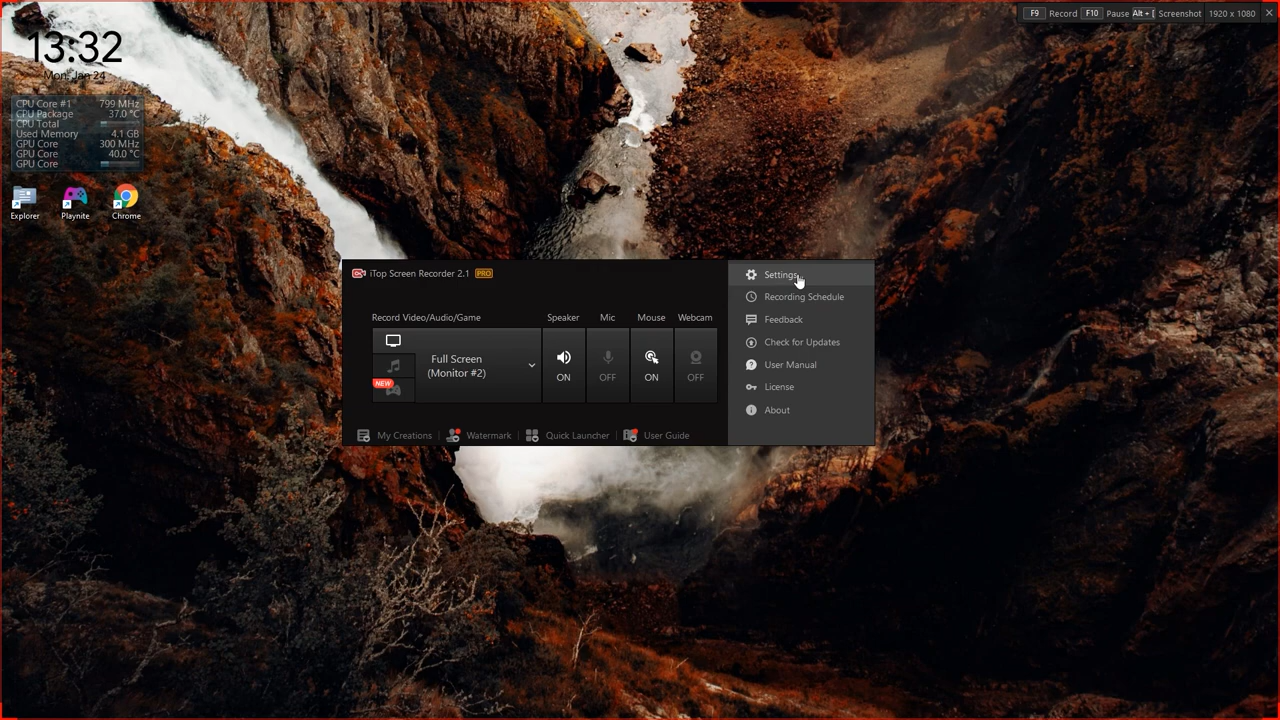 F9 Record F10 Pause Alt + [ Screenshot 1920 x 1080
13:32
Mon, Jan 24
CPU Core #1 799 MHz
CPU Package 37.0 °C
CPU Total
Used Memory 4.1 GB
GPU Core 300 MHz
GPU Core 40.0 °C
GPU Core
Explorer Playnite Chrome
iTop Screen Recorder 2.1 PRO
Record Video/Audio/Game Speaker Mic Mouse Webcam
Full Screen
(Monitor #2)
ON OFF ON OFF
NEW
My Creations Watermark Quick Launcher User Guide
Settings
Recording Schedule
Feedback
Check for Updates
User Manual
License
About